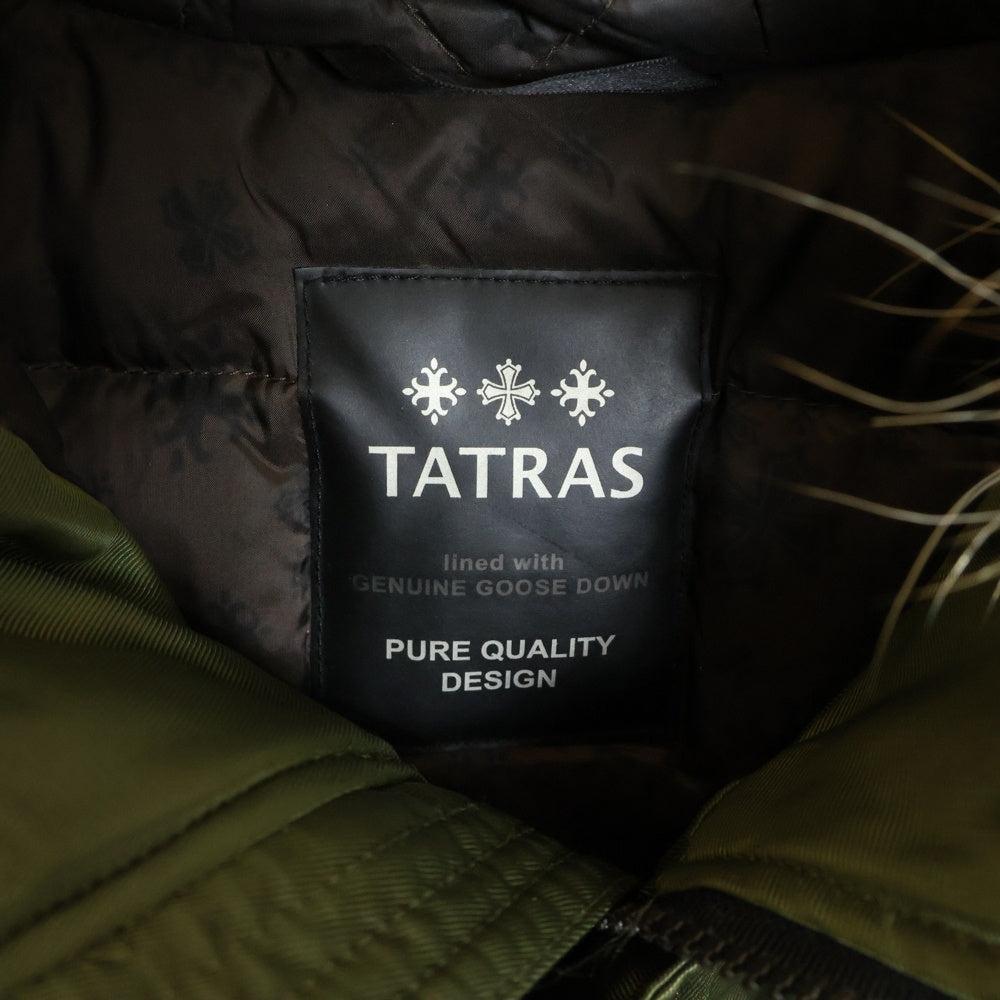 TATRAS
lined with
GENUINE GOOSE DOWN
PURE QUALITY
DESIGN